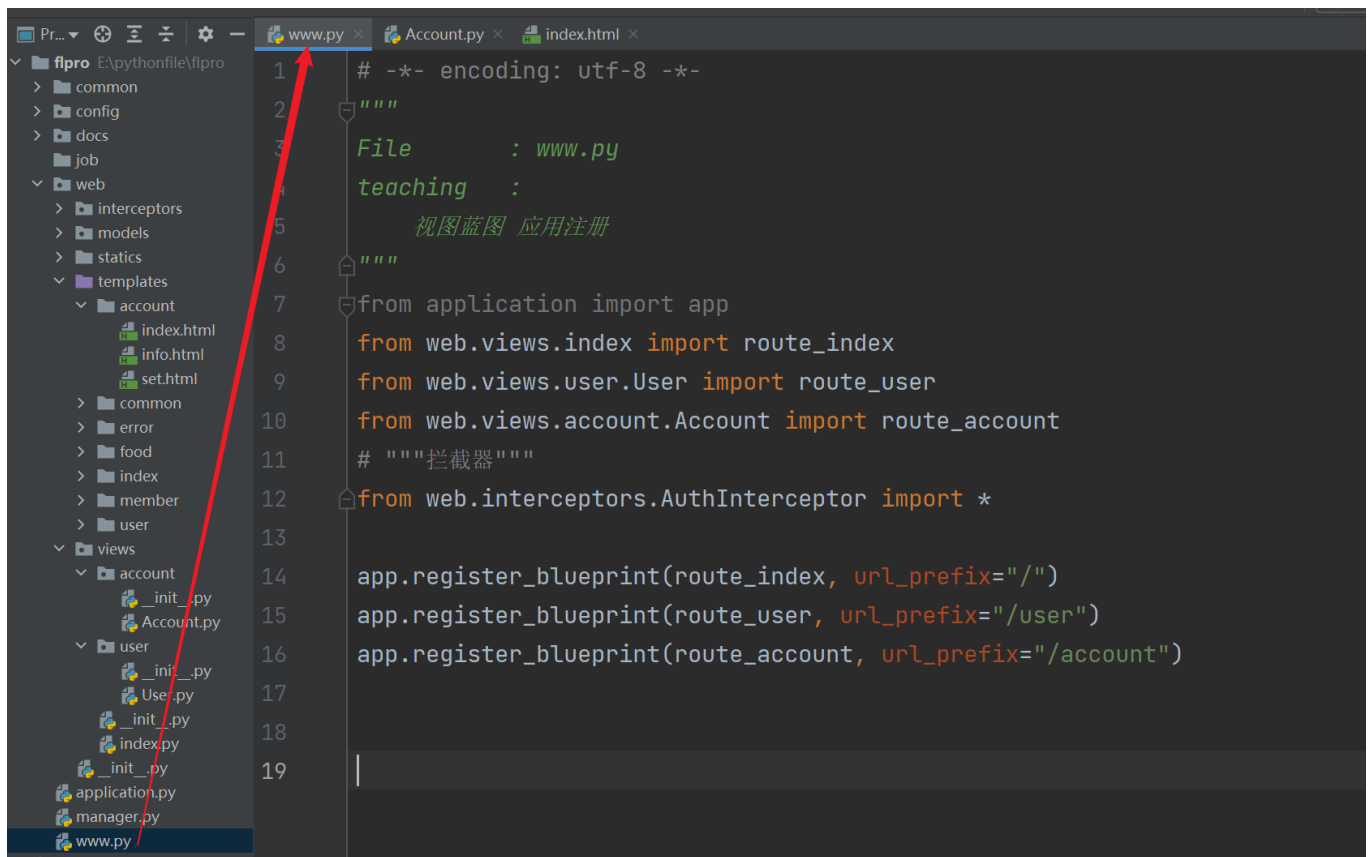 Pr...
www.py
Account.py
index.html
flpro E:\pythonfile\flpro
common
config
docs
job
web
interceptors
models
statics
templates
account
index.html
info.html
set.html
common
error
food
index
member
user
views
account
__init__.py
Account.py
user
__init__.py
User.py
__init__.py
index.py
__init__.py
application.py
manager.py
www.py
1 # -*- encoding: utf-8 -*-
2 """
3 File : www.py
4 teaching :
5 视图蓝图 应用注册
6 """
7 from application import app
8 from web.views.index import route_index
9 from web.views.user.User import route_user
10 from web.views.account.Account import route_account
11 # """拦截器"""
12 from web.interceptors.AuthInterceptor import *
13
14 app.register_blueprint(route_index, url_prefix="/")
15 app.register_blueprint(route_user, url_prefix="/user")
16 app.register_blueprint(route_account, url_prefix="/account")
17
18
19